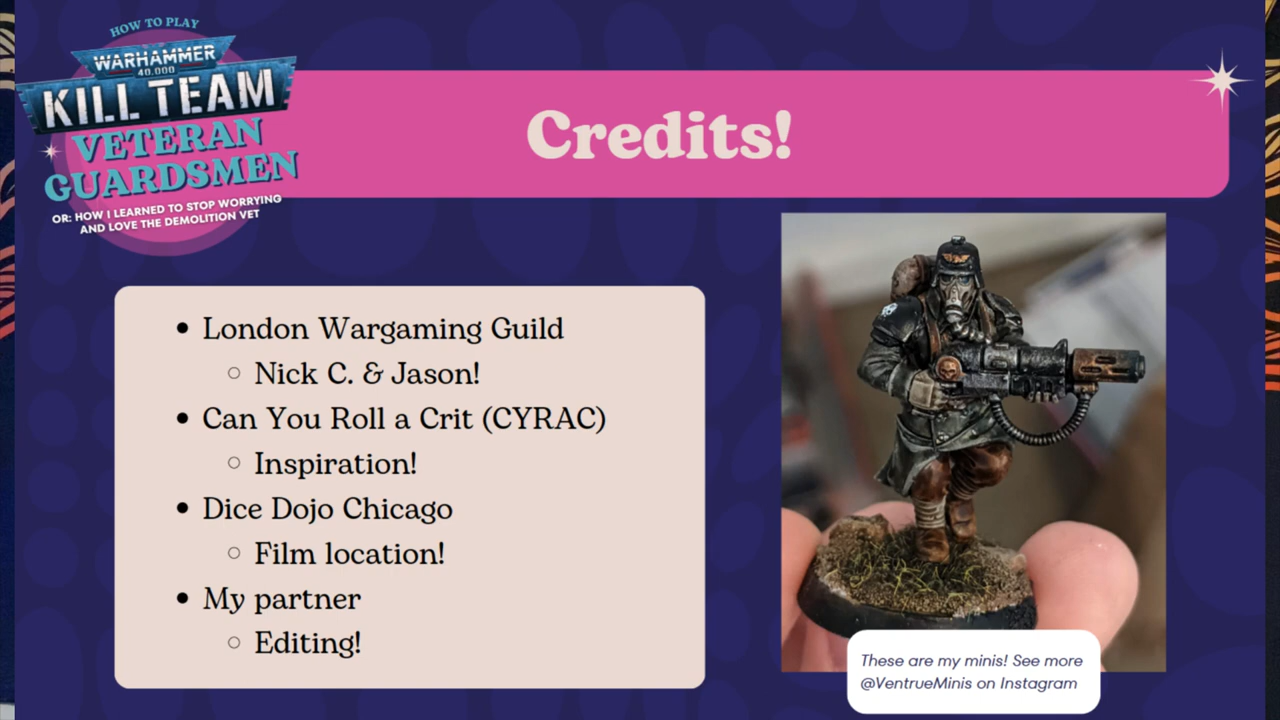 HOW TO PLAY
WARHAMMER
40,000
KILL TEAM
VETERAN
GUARDSMEN
OR: HOW I LEARNED TO STOP WORRYING
AND LOVE THE DEMOLITION VET
Credits!
• London Wargaming Guild
○ Nick C. & Jason!
• Can You Roll a Crit (CYRAC)
○ Inspiration!
• Dice Dojo Chicago
○ Film location!
• My partner
○ Editing!
These are my minis! See more
@VentrueMinis on Instagram